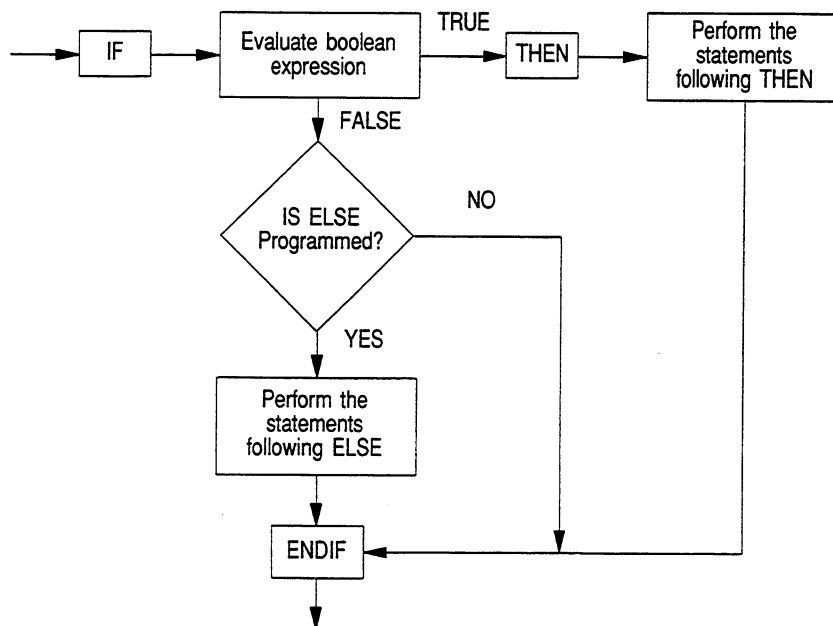 IF
Evaluate boolean
expression
TRUE
THEN
Perform the
statements
following THEN
FALSE
IS ELSE
Programmed?
NO
YES
Perform the
statements
following ELSE
ENDIF